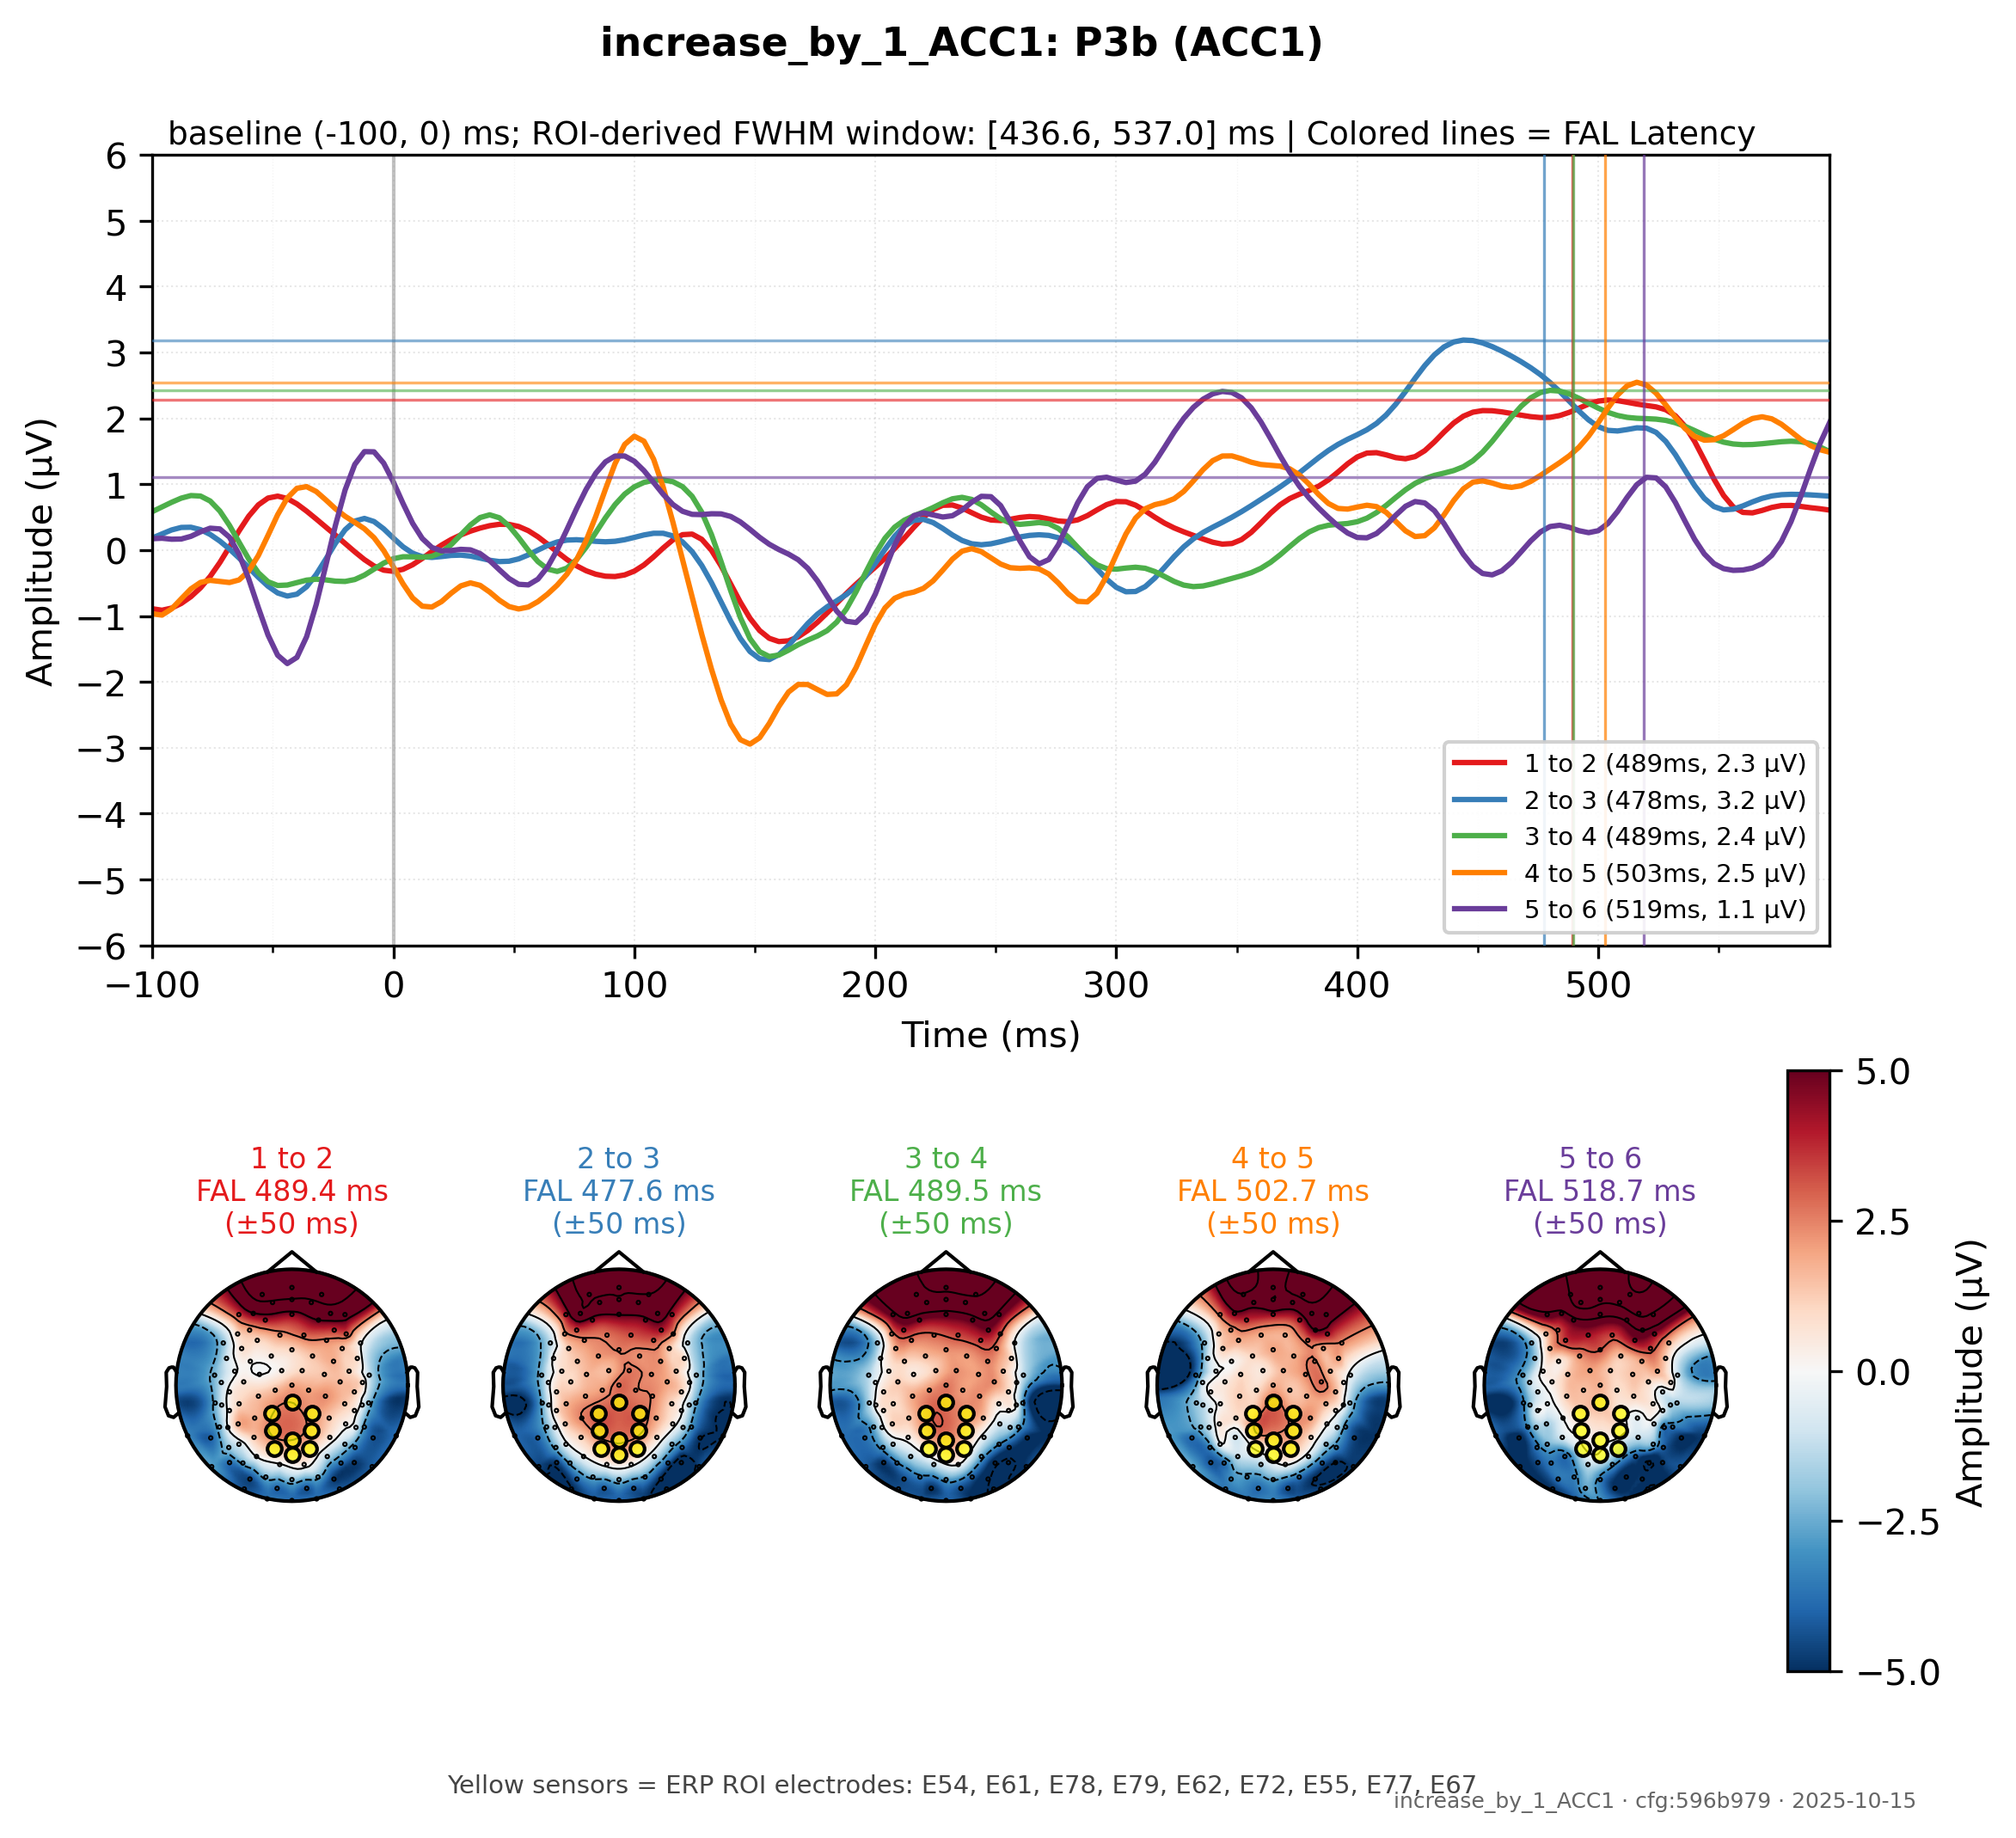 increase_by_1_ACC1: P3b (ACC1)
baseline (-100, 0) ms; ROI-derived FWHM window: [436.6, 537.0] ms | Colored lines = FAL Latency
6
5
4
3
2
1
0
−1
−2
−3
−4
−5
−6
Amplitude (µV)
1 to 2 (489ms, 2.3 µV)
2 to 3 (478ms, 3.2 µV)
3 to 4 (489ms, 2.4 µV)
4 to 5 (503ms, 2.5 µV)
5 to 6 (519ms, 1.1 µV)
−100 0 100 200 300 400 500
Time (ms)
1 to 2
FAL 489.4 ms
(±50 ms)
2 to 3
FAL 477.6 ms
(±50 ms)
3 to 4
FAL 489.5 ms
(±50 ms)
4 to 5
FAL 502.7 ms
(±50 ms)
5 to 6
FAL 518.7 ms
(±50 ms)
5.0
2.5
0.0
−2.5
−5.0
Amplitude (µV)
Yellow sensors = ERP ROI electrodes: E54, E61, E78, E79, E62, E72, E55, E77, E67
increase_by_1_ACC1 · cfg:596b979 · 2025-10-15